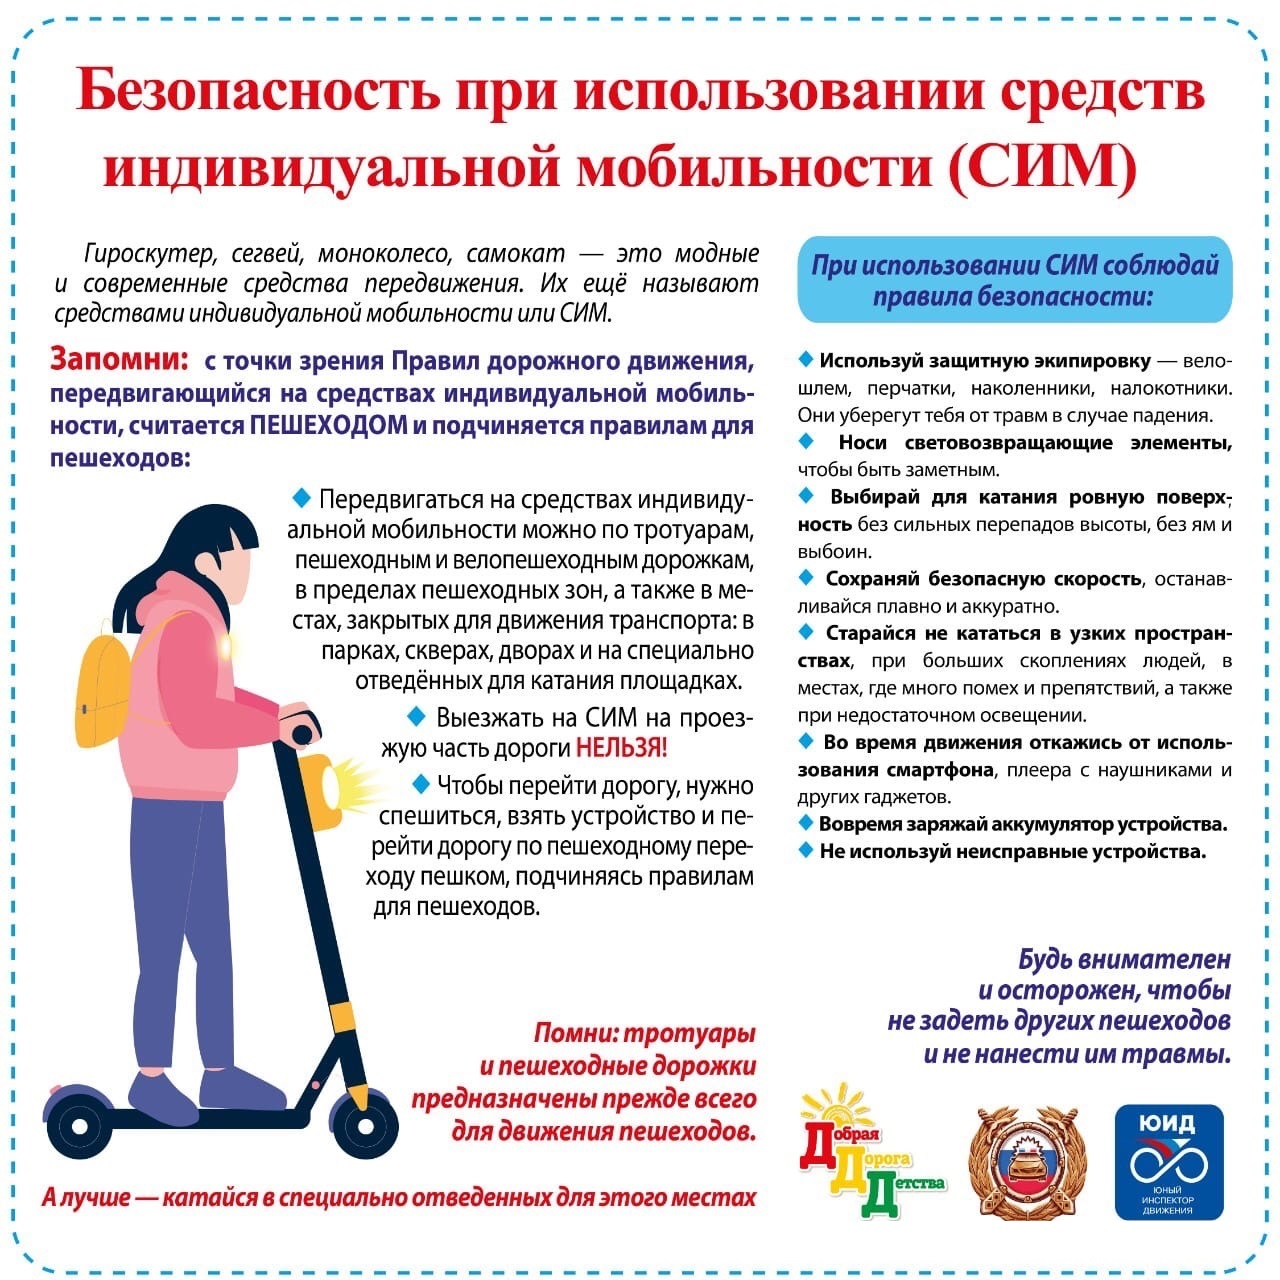 Безопасность при использовании средств
индивидуальной мобильности (СИМ)
Гироскутер, сегвей, моноколесо, самокат — это модные
и современные средства передвижения. Их ещё называют
средствами индивидуальной мобильности или СИМ.
Запомни: с точки зрения Правил дорожного движения,
передвигающийся на средствах индивидуальной мобиль-
ности, считается ПЕШЕХОДОМ и подчиняется правилам для
пешеходов:
Передвигаться на средствах индивиду-
альной мобильности можно по тротуарам,
пешеходным и велопешеходным дорожкам,
в пределах пешеходных зон, а также в ме-
стах, закрытых для движения транспорта: в
парках, скверах, дворах и на специально
отведённых для катания площадках.
Выезжать на СИМ на проез-
жую часть дороги НЕЛЬЗЯ!
Чтобы перейти дорогу, нужно
спешиться, взять устройство и пе-
рейти дорогу по пешеходному пере-
ходу пешком, подчиняясь правилам
для пешеходов.
Помни: тротуары
и пешеходные дорожки
предназначены прежде всего
для движения пешеходов.
А лучше — катайся в специально отведенных для этого местах
При использовании СИМ соблюдай
правила безопасности:
Используй защитную экипировку — вело-
шлем, перчатки, наколенники, налокотники.
Они уберегут тебя от травм в случае падения.
Носи световозвращающие элементы,
чтобы быть заметным.
Выбирай для катания ровную поверх-
ность без сильных перепадов высоты, без ям и
выбоин.
Сохраняй безопасную скорость, останав-
ливайся плавно и аккуратно.
Старайся не кататься в узких простран-
ствах, при больших скоплениях людей, в
местах, где много помех и препятствий, а также
при недостаточном освещении.
Во время движения откажись от исполь-
зования смартфона, плеера с наушниками и
других гаджетов.
Вовремя заряжай аккумулятор устройства.
Не используй неисправные устройства.
Будь внимателен
и осторожен, чтобы
не задеть других пешеходов
и не нанести им травмы.
Добрая
Дорога
Детства
ЮИД
ЮНЫЙ
ИНСПЕКТОР
ДВИЖЕНИЯ